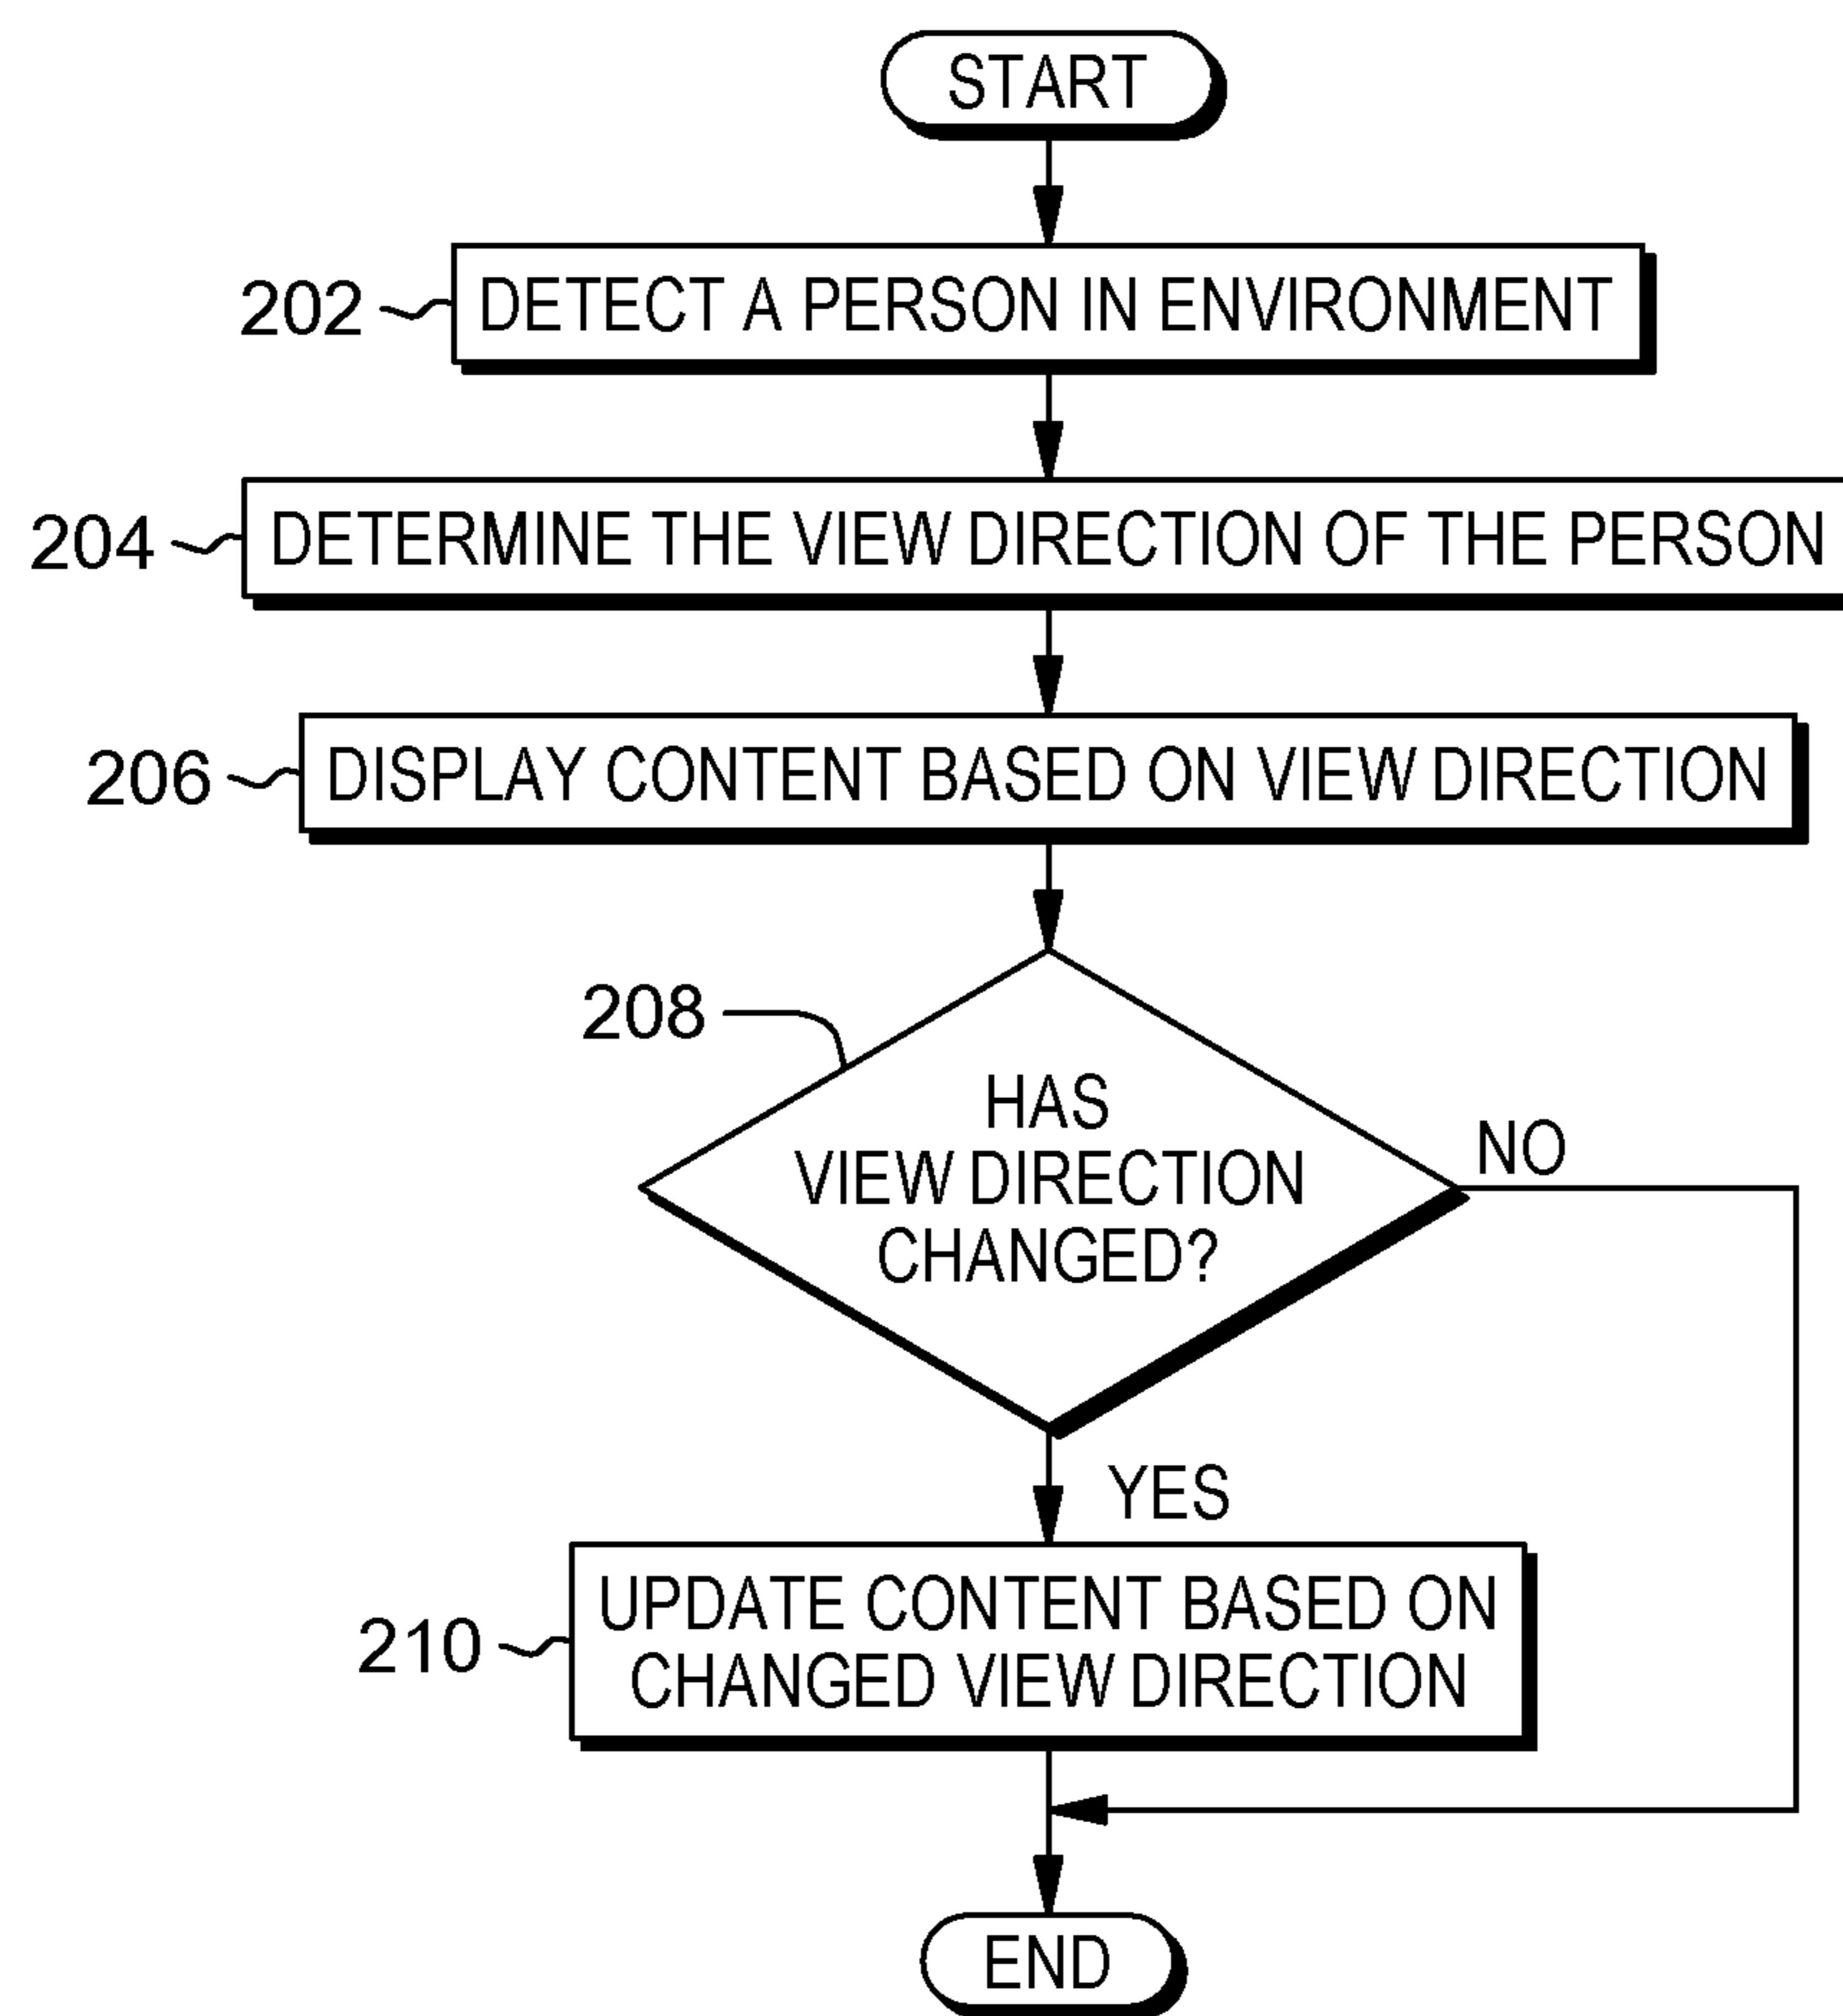 START
202
DETECT A PERSON IN ENVIRONMENT
204
DETERMINE THE VIEW DIRECTION OF THE PERSON
206
DISPLAY CONTENT BASED ON VIEW DIRECTION
208
HAS
VIEW DIRECTION
CHANGED?
NO
YES
210
UPDATE CONTENT BASED ON
CHANGED VIEW DIRECTION
END